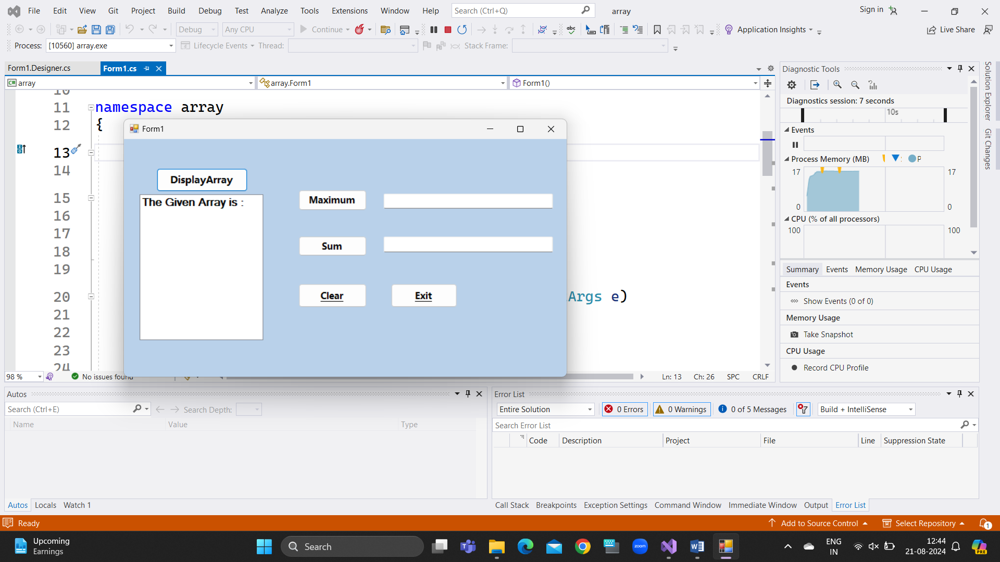 File Edit View Git Project Build Debug Test Analyze Tools Extensions Window Help Search (Ctrl+Q) array Sign in
Debug Any CPU Continue Application Insights Live Share
Process: [10560] array.exe Lifecycle Events Thread: Stack Frame:
Form1.Designer.cs Form1.cs
array array.Form1 Form1()
10
11 namespace array
12 {
13
14
15
16
17
18
19
20 Args e)
21
22
23
24
Form1
DisplayArray
The Given Array is :
Maximum
Sum
Clear Exit
98 % No issues found Ln: 13 Ch: 26 SPC CRLF
Diagnostic Tools
Diagnostics session: 7 seconds
10s
Events
Process Memory (MB) P
17 17
0 0
CPU (% of all processors)
100 100
Summary Events Memory Usage CPU Usage
Events
Show Events (0 of 0)
Memory Usage
Take Snapshot
CPU Usage
Record CPU Profile
Solution Explorer
Git Changes
Autos
Search (Ctrl+E) Search Depth:
Name Value Type
Autos Locals Watch 1
Error List
Entire Solution 0 Errors 0 Warnings 0 of 5 Messages Build + IntelliSense
Search Error List
Code Description Project File Line Suppression State
Call Stack Breakpoints Exception Settings Command Window Immediate Window Output Error List
Ready Add to Source Control Select Repository 1
Upcoming
Earnings
Search
zoom
ENG
IN
12:44
21-08-2024
PRE